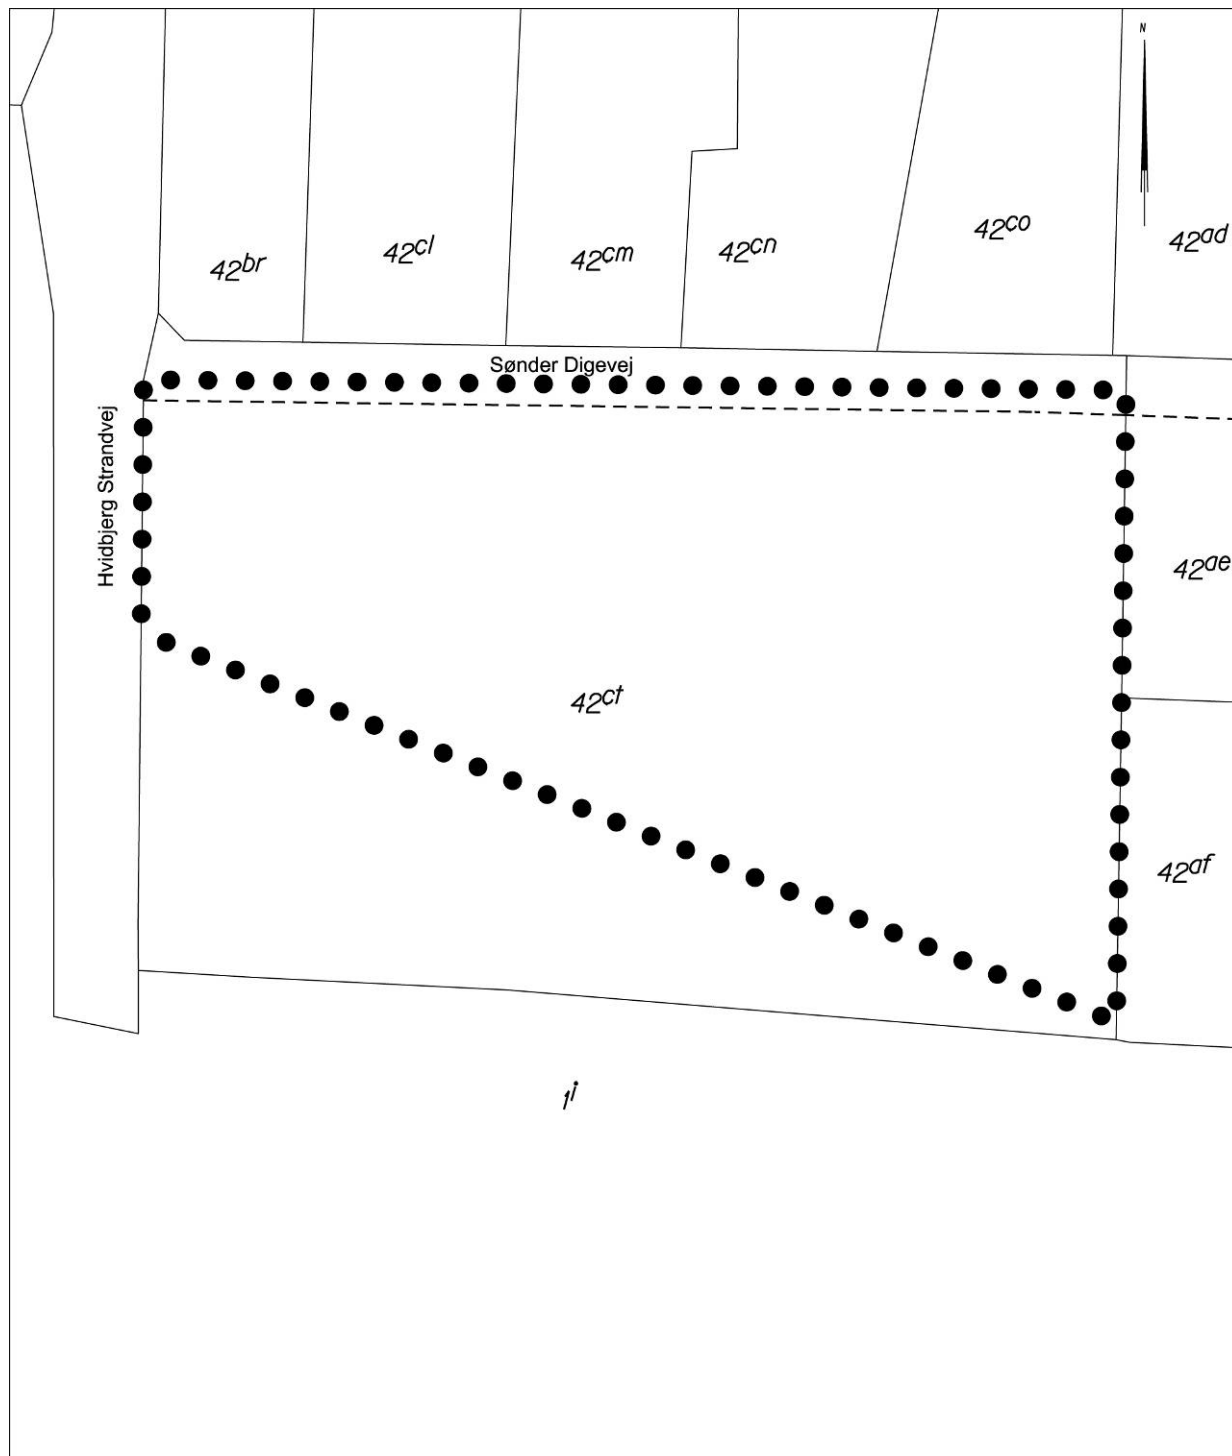 N
42br
42cl
42cm
42cn
42co
42ad
Sønder Digevej
Hvidbjerg Strandvej
42ae
42ct
42af
1i